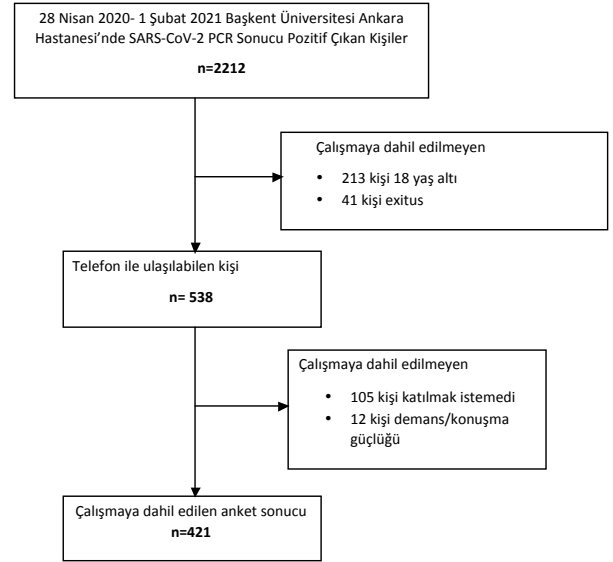 28 Nisan 2020- 1 Şubat 2021 Başkent Üniversitesi Ankara
Hastanesi’nde SARS-CoV-2 PCR Sonucu Pozitif Çıkan Kişiler
n=2212
Çalışmaya dahil edilmeyen
• 213 kişi 18 yaş altı
• 41 kişi exitus
Telefon ile ulaşılabilen kişi
n= 538
Çalışmaya dahil edilmeyen
• 105 kişi katılmak istemedi
• 12 kişi demans/konuşma
güçlüğü
Çalışmaya dahil edilen anket sonucu
n=421